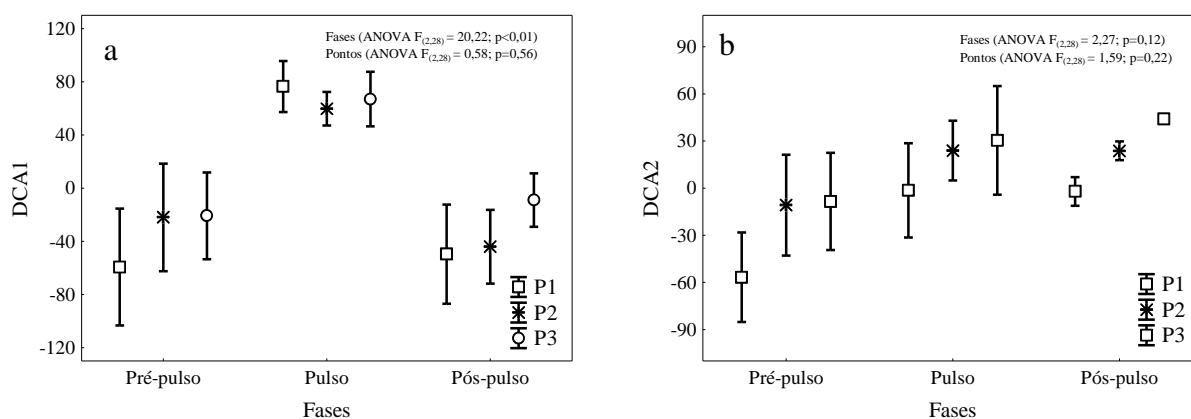 a
Fases (ANOVA F(2,28) = 20,22; p<0,01)
Pontos (ANOVA F(2,28) = 0,58; p=0,56)
120
80
40
0
-40
-80
-120
DCA1
P1
P2
P3
Pré-pulso Pulso Pós-pulso
Fases
b
Fases (ANOVA F(2,28) = 2,27; p=0,12)
Pontos (ANOVA F(2,28) = 1,59; p=0,22)
90
60
30
0
-30
-60
-90
DCA2
P1
P2
P3
Pré-pulso Pulso Pós-pulso
Fases